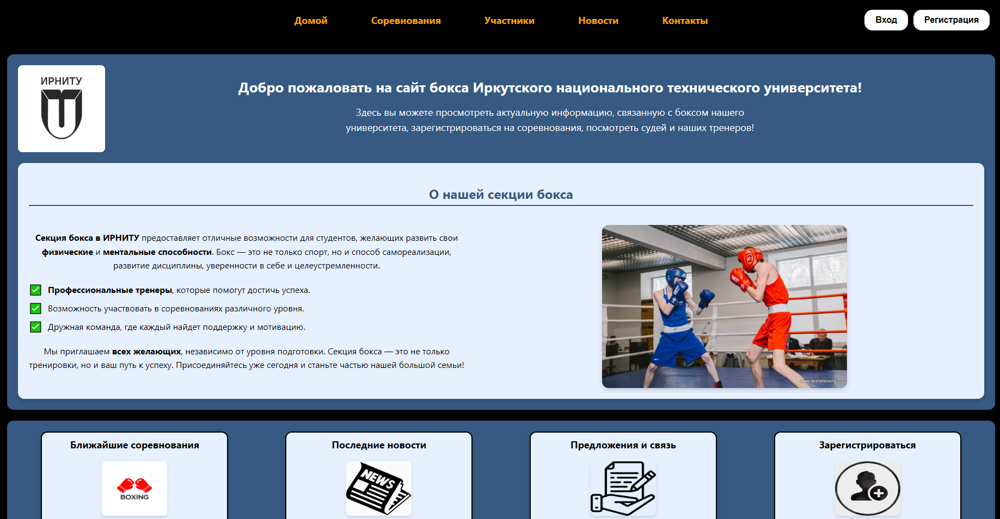 Домой Соревнования Участники Новости Контакты Вход Регистрация
ИРНИТУ
Добро пожаловать на сайт бокса Иркутского национального технического университета!
Здесь вы можете просмотреть актуальную информацию, связанную с боксом нашего
университета, зарегистрироваться на соревнования, посмотреть судей и наших тренеров!
О нашей секции бокса
Секция бокса в ИРНИТУ предоставляет отличные возможности для студентов, желающих развить свои
физические и ментальные способности. Бокс — это не только спорт, но и способ самореализации,
развитие дисциплины, уверенности в себе и целеустремленности.
Профессиональные тренеры, которые помогут достичь успеха.
Возможность участвовать в соревнованиях различного уровня.
Дружная команда, где каждый найдет поддержку и мотивацию.
Мы приглашаем всех желающих, независимо от уровня подготовки. Секция бокса — это не только
тренировки, но и ваш путь к успеху. Присоединяйтесь уже сегодня и станьте частью нашей большой семьи!
www.taishetboxing.ru
Ближайшие соревнования
BOXING
Последние новости
NEWS
Предложения и связь
Зарегистрироваться